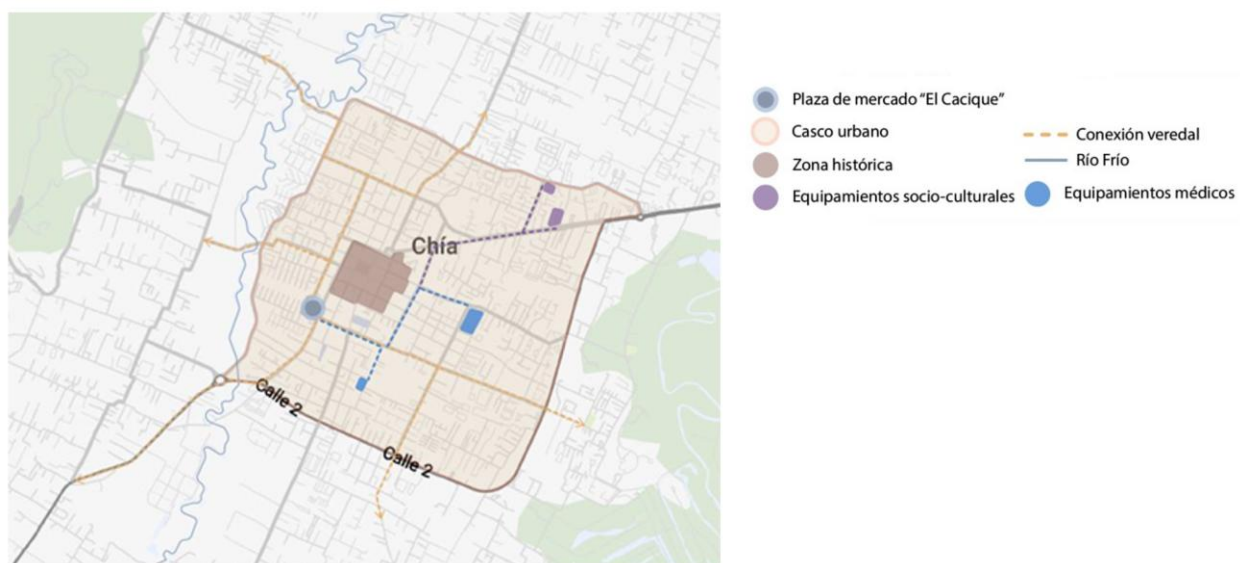 Chía
Calle 2
Calle 2
Plaza de mercado "El Cacique"
Casco urbano
Zona histórica
Equipamientos socio-culturales
Conexión veredal
Río Frío
Equipamientos médicos